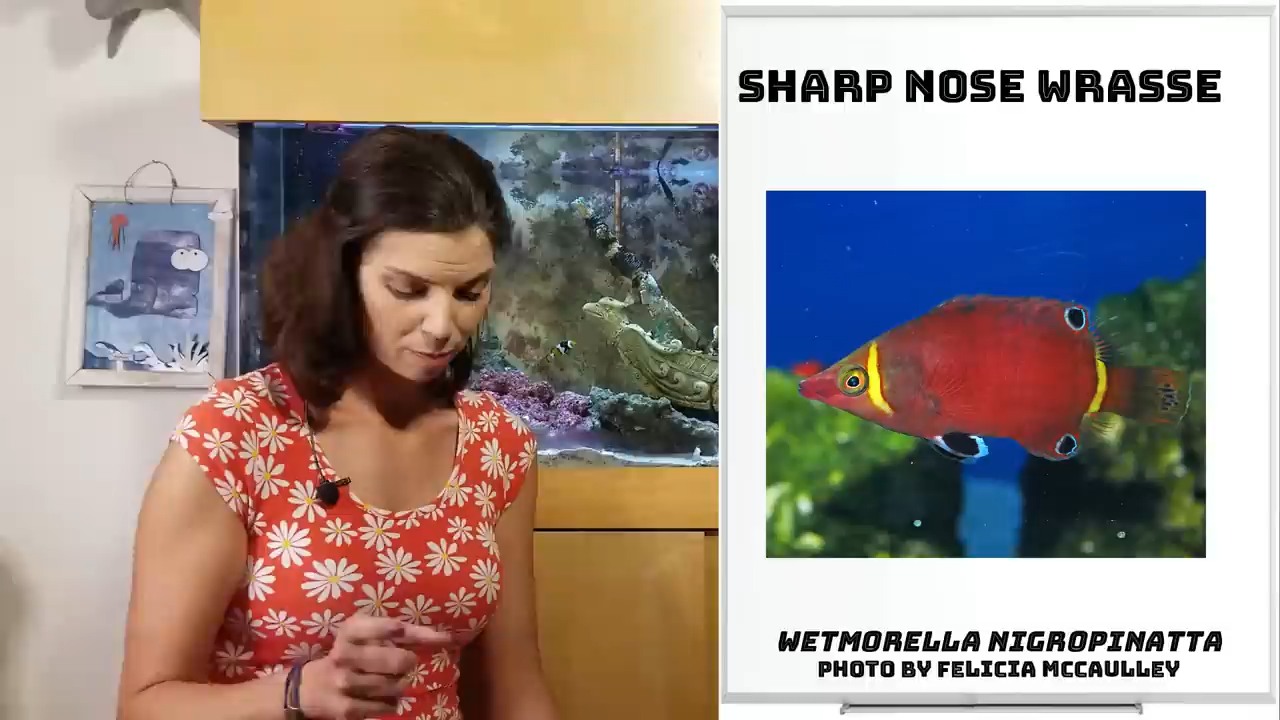 SHARP NOSE WRASSE
WETMORELLA NIGROPINATTA
PHOTO BY FELICIA MCCAULLEY